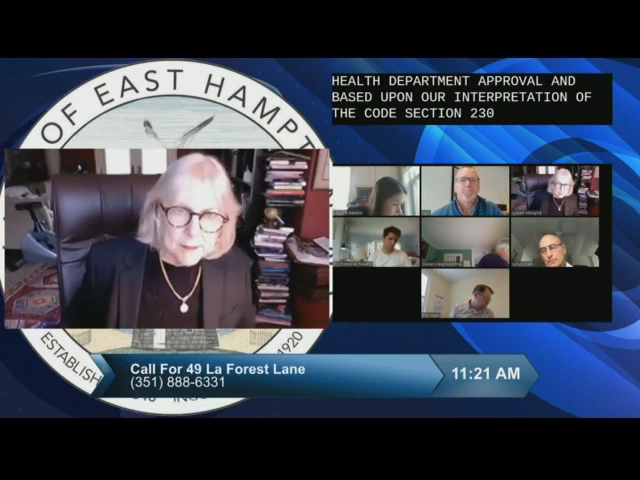 HEALTH DEPARTMENT APPROVAL AND
BASED UPON OUR INTERPRETATION OF
THE CODE SECTION 230
OF EAST HAMPT
ESTABLISH
1920
Call For 49 La Forest Lane
(351) 888-6331
11:21 AM